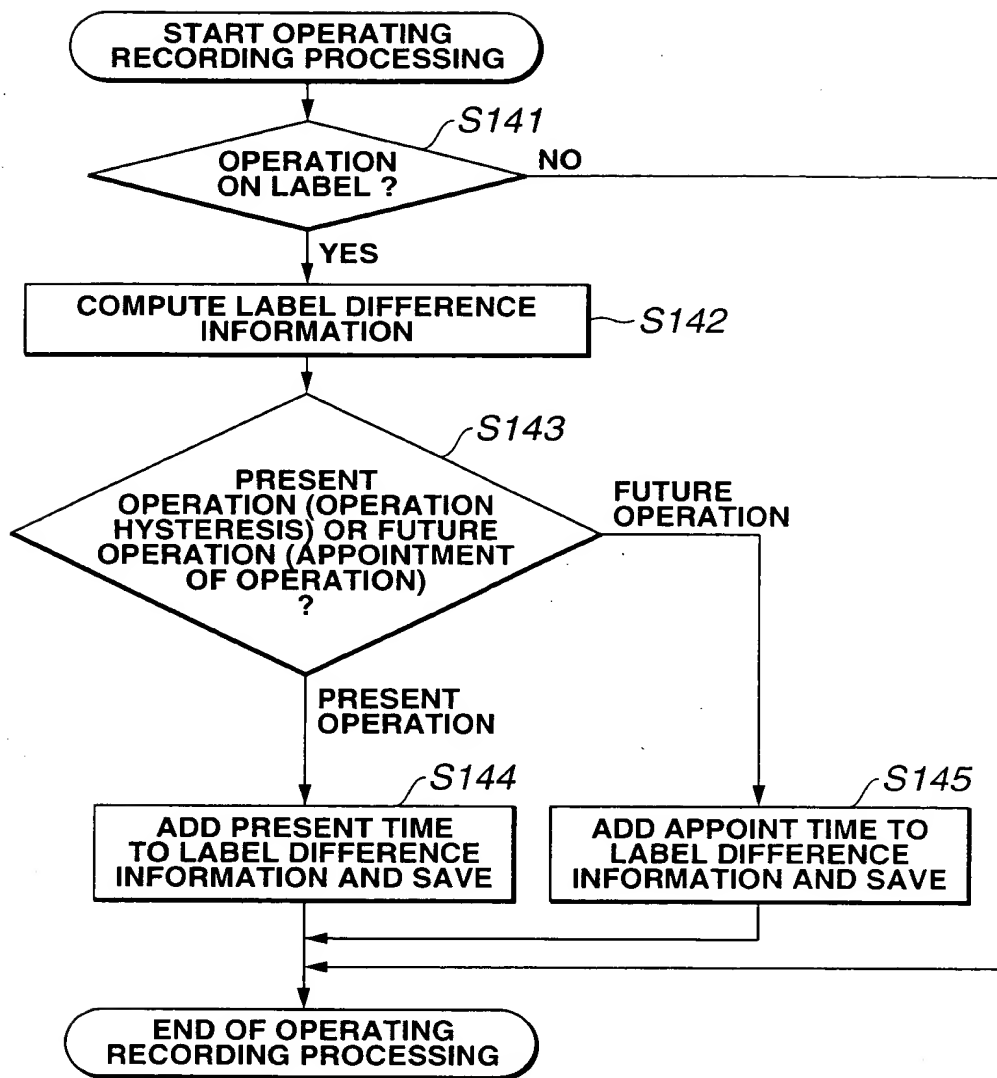 START OPERATING
RECORDING PROCESSING
S141
OPERATION
ON LABEL ?
NO
YES
COMPUTE LABEL DIFFERENCE
INFORMATION
S142
S143
PRESENT
OPERATION (OPERATION
HYSTERESIS) OR FUTURE
OPERATION (APPOINTMENT
OF OPERATION)
?
FUTURE
OPERATION
PRESENT
OPERATION
S144
ADD PRESENT TIME
TO LABEL DIFFERENCE
INFORMATION AND SAVE
S145
ADD APPOINT TIME TO
LABEL DIFFERENCE
INFORMATION AND SAVE
END OF OPERATING
RECORDING PROCESSING